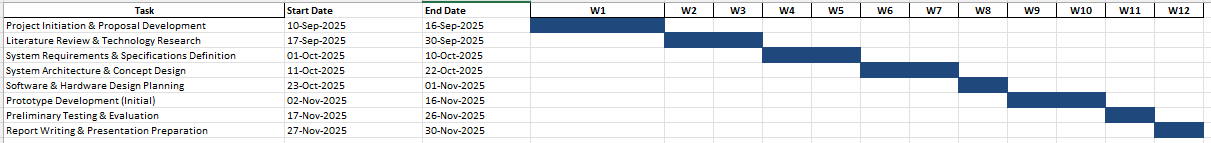 Task Start Date End Date W1 W2 W3 W4 W5 W6 W7 W8 W9 W10 W11 W12
Project Initiation & Proposal Development 10-Sep-2025 16-Sep-2025
Literature Review & Technology Research 17-Sep-2025 30-Sep-2025
System Requirements & Specifications Definition 01-Oct-2025 10-Oct-2025
System Architecture & Concept Design 11-Oct-2025 22-Oct-2025
Software & Hardware Design Planning 23-Oct-2025 01-Nov-2025
Prototype Development (Initial) 02-Nov-2025 16-Nov-2025
Preliminary Testing & Evaluation 17-Nov-2025 26-Nov-2025
Report Writing & Presentation Preparation 27-Nov-2025 30-Nov-2025